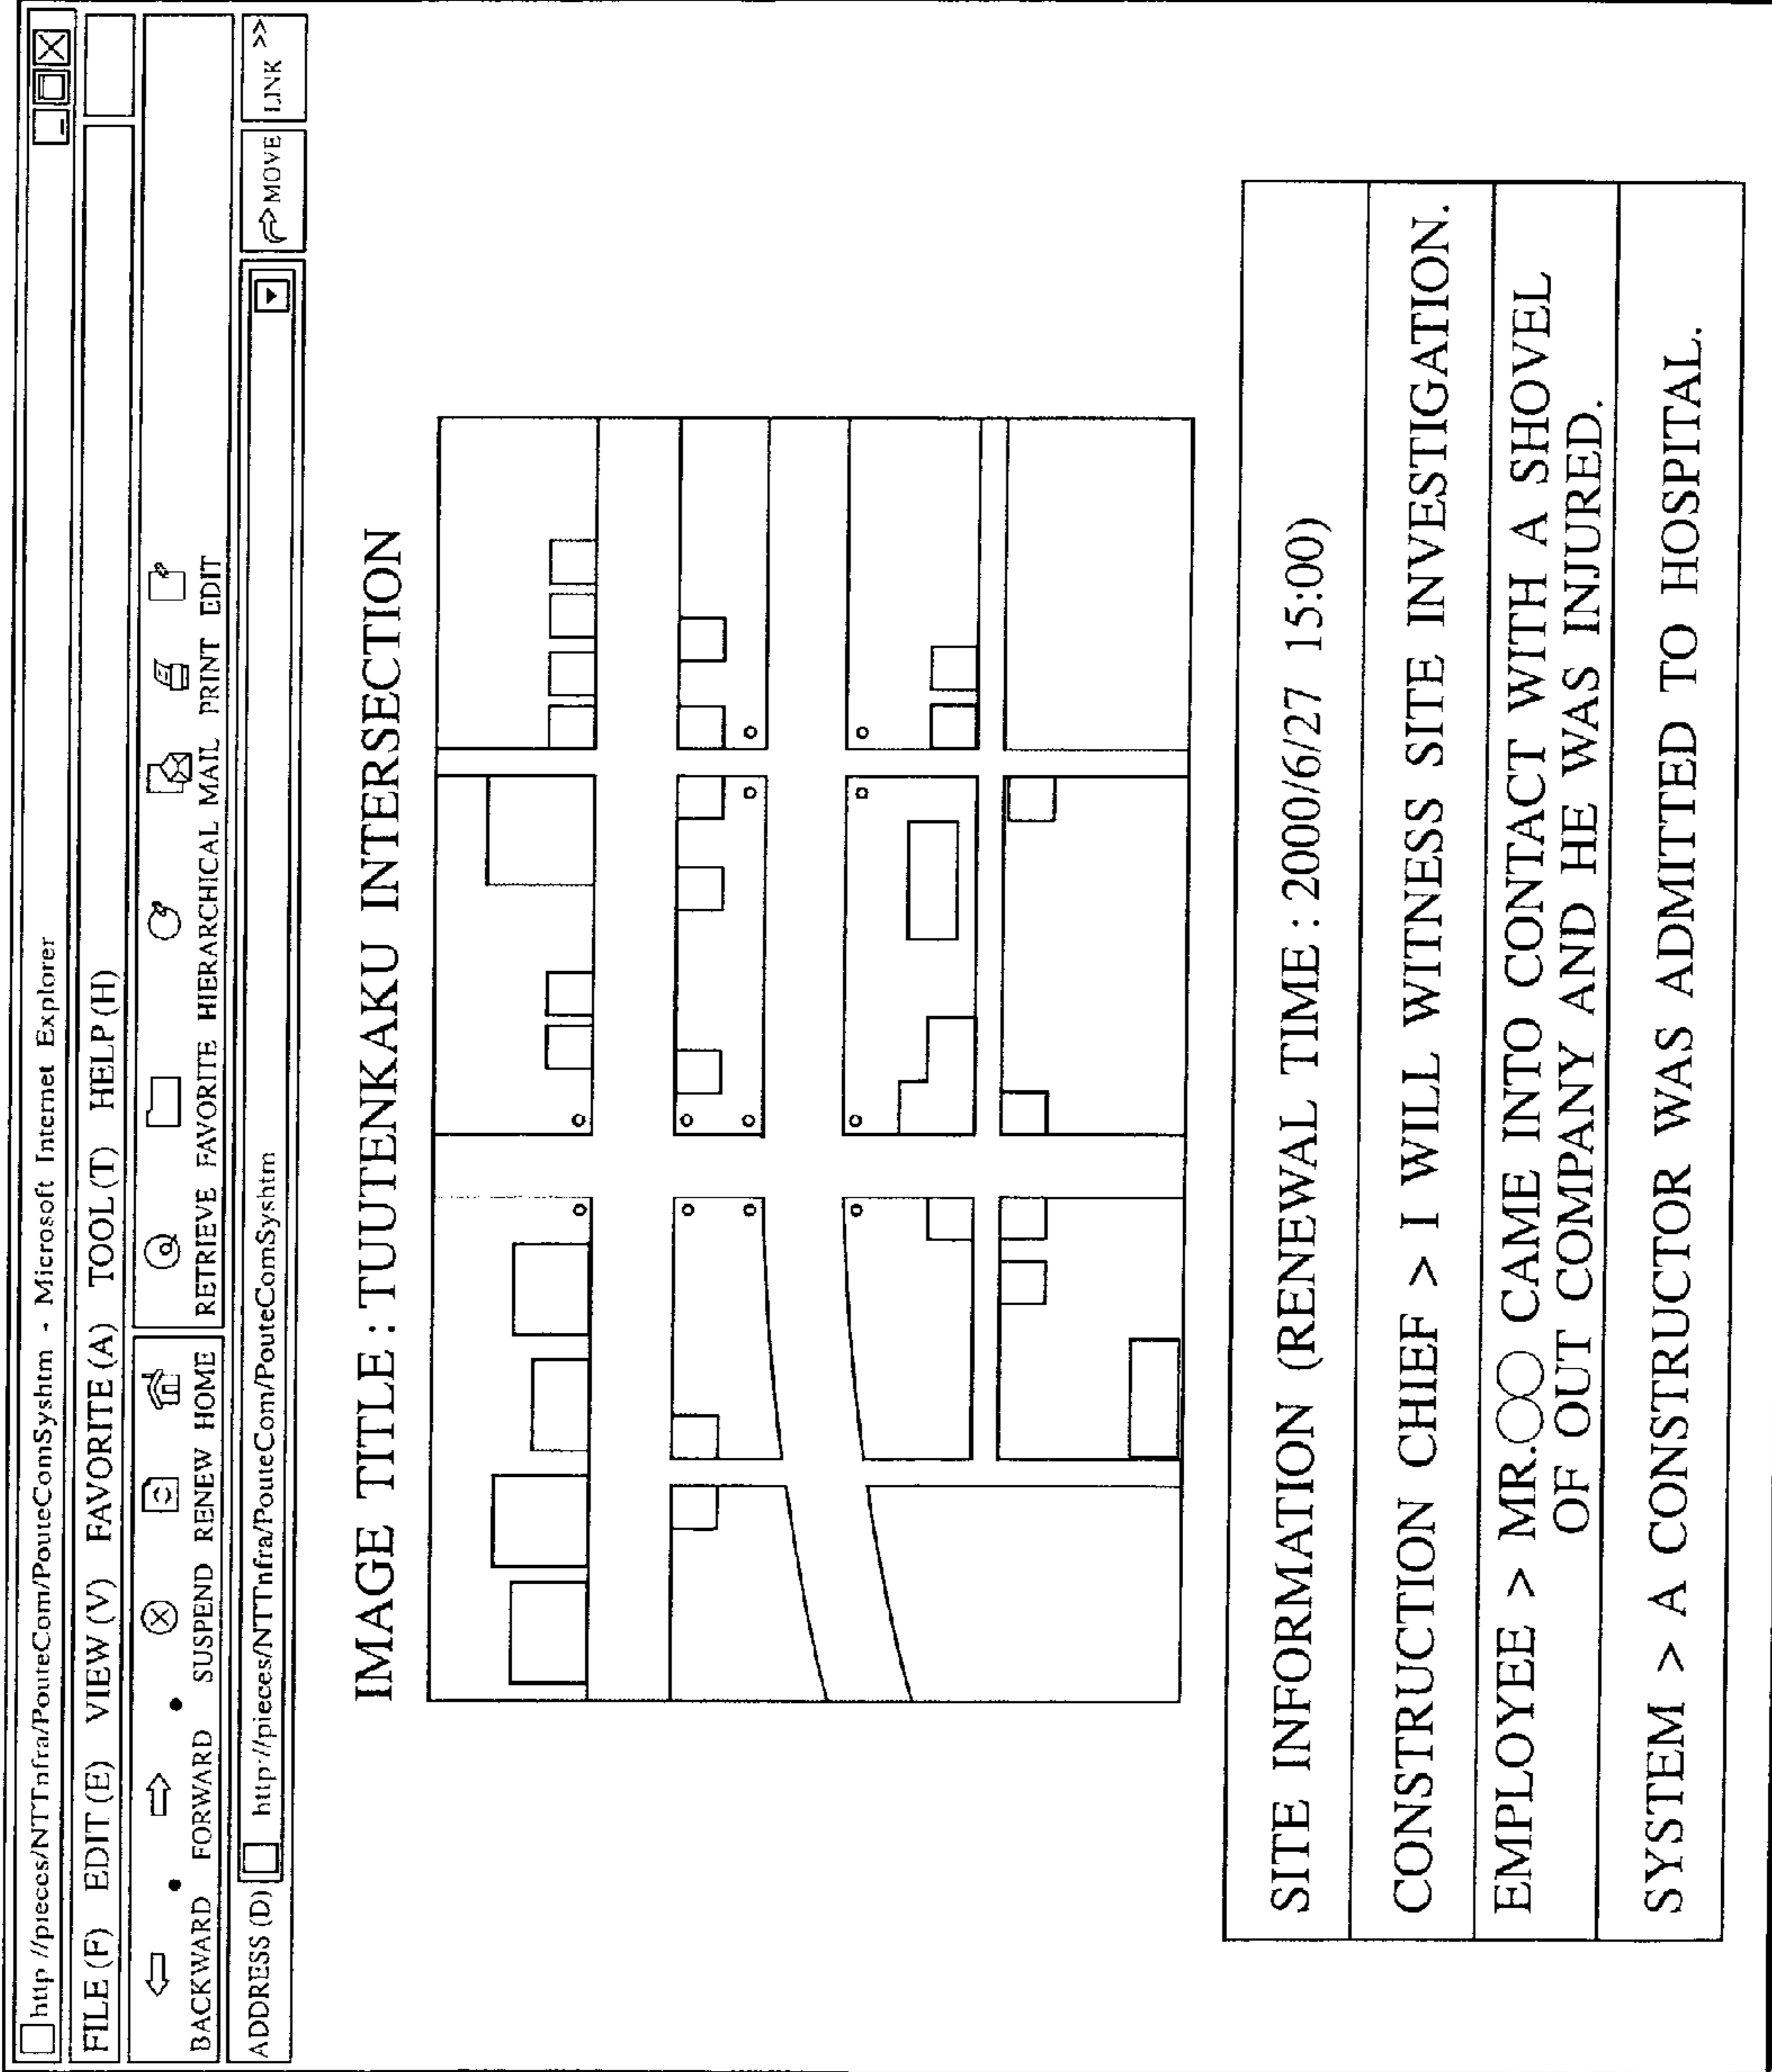 http //pieces/NTTnfra/PouteCom/PouteComSyshtm - Microsoft Internet Explorer
FILE (F) EDIT (E) VIEW (V) FAVORITE (A) TOOL (T) HELP (H)
BACKWARD FORWARD SUSPEND RENEW HOME RETRIEVE FAVORITE HIERARCHICAL MAIL PRINT EDIT
ADDRESS (D) http://pieces/NTTnfra/PouteCom/PouteComSyshtm MOVE LINK >>
IMAGE TITLE : TUUTENKAKU INTERSECTION
SITE INFORMATION (RENEWAL TIME : 2000/6/27 15:00)
CONSTRUCTION CHIEF > I WILL WITNESS SITE INVESTIGATION.
EMPLOYEE > MR.○○ CAME INTO CONTACT WITH A SHOVEL
OF OUT COMPANY AND HE WAS INJURED.
SYSTEM > A CONSTRUCTOR WAS ADMITTED TO HOSPITAL.